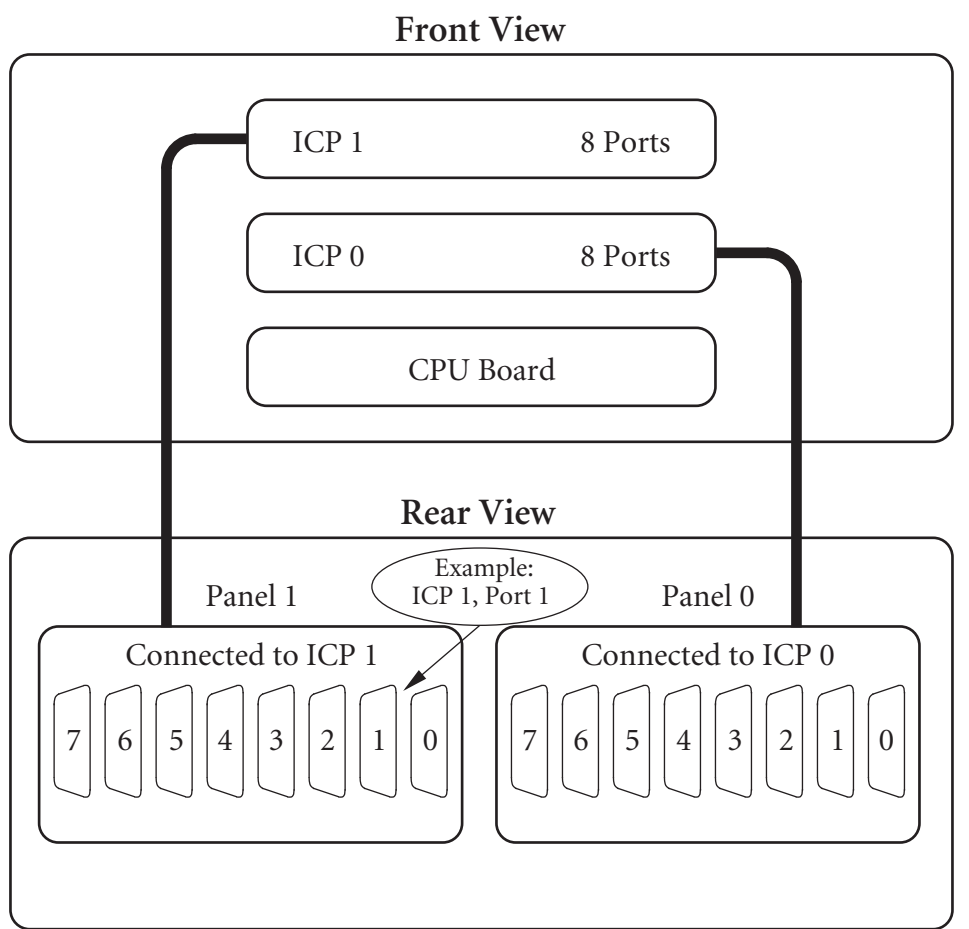 Front View
ICP 1 8 Ports
ICP 0 8 Ports
CPU Board
Rear View
Example:
ICP 1, Port 1
Panel 1
Panel 0
Connected to ICP 1
7 6 5 4 3 2 1 0
Connected to ICP 0
7 6 5 4 3 2 1 0